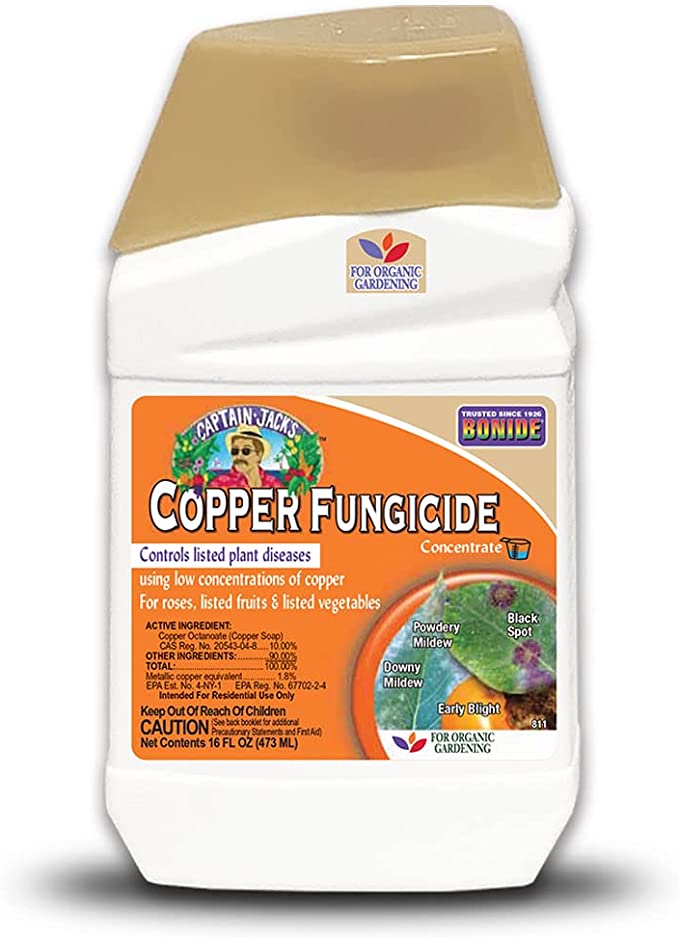 FOR ORGANIC
GARDENING
CAPTAIN JACK'S™
TRUSTED SINCE 1926
BONIDE
COPPER FUNGICIDE
Concentrate
Controls listed plant diseases
using low concentrations of copper
For roses, listed fruits & listed vegetables
ACTIVE INGREDIENT:
Copper Octanoate (Copper Soap)
CAS Reg. No. 20543-04-8..... 10.00%
OTHER INGREDIENTS:........90.00%
TOTAL:..........................100.00%
Metallic copper equivalent............. 1.8%
EPA Est. No. 4-NY-1 EPA Reg. No. 67702-2-4
Intended For Residential Use Only
Keep Out Of Reach Of Children
CAUTION (See back booklet for additional
Precautionary Statements and First Aid)
Net Contents 16 FL OZ (473 ML)
Black
Spot
Powdery
Mildew
Downy
Mildew
Early Blight
811
FOR ORGANIC
GARDENING